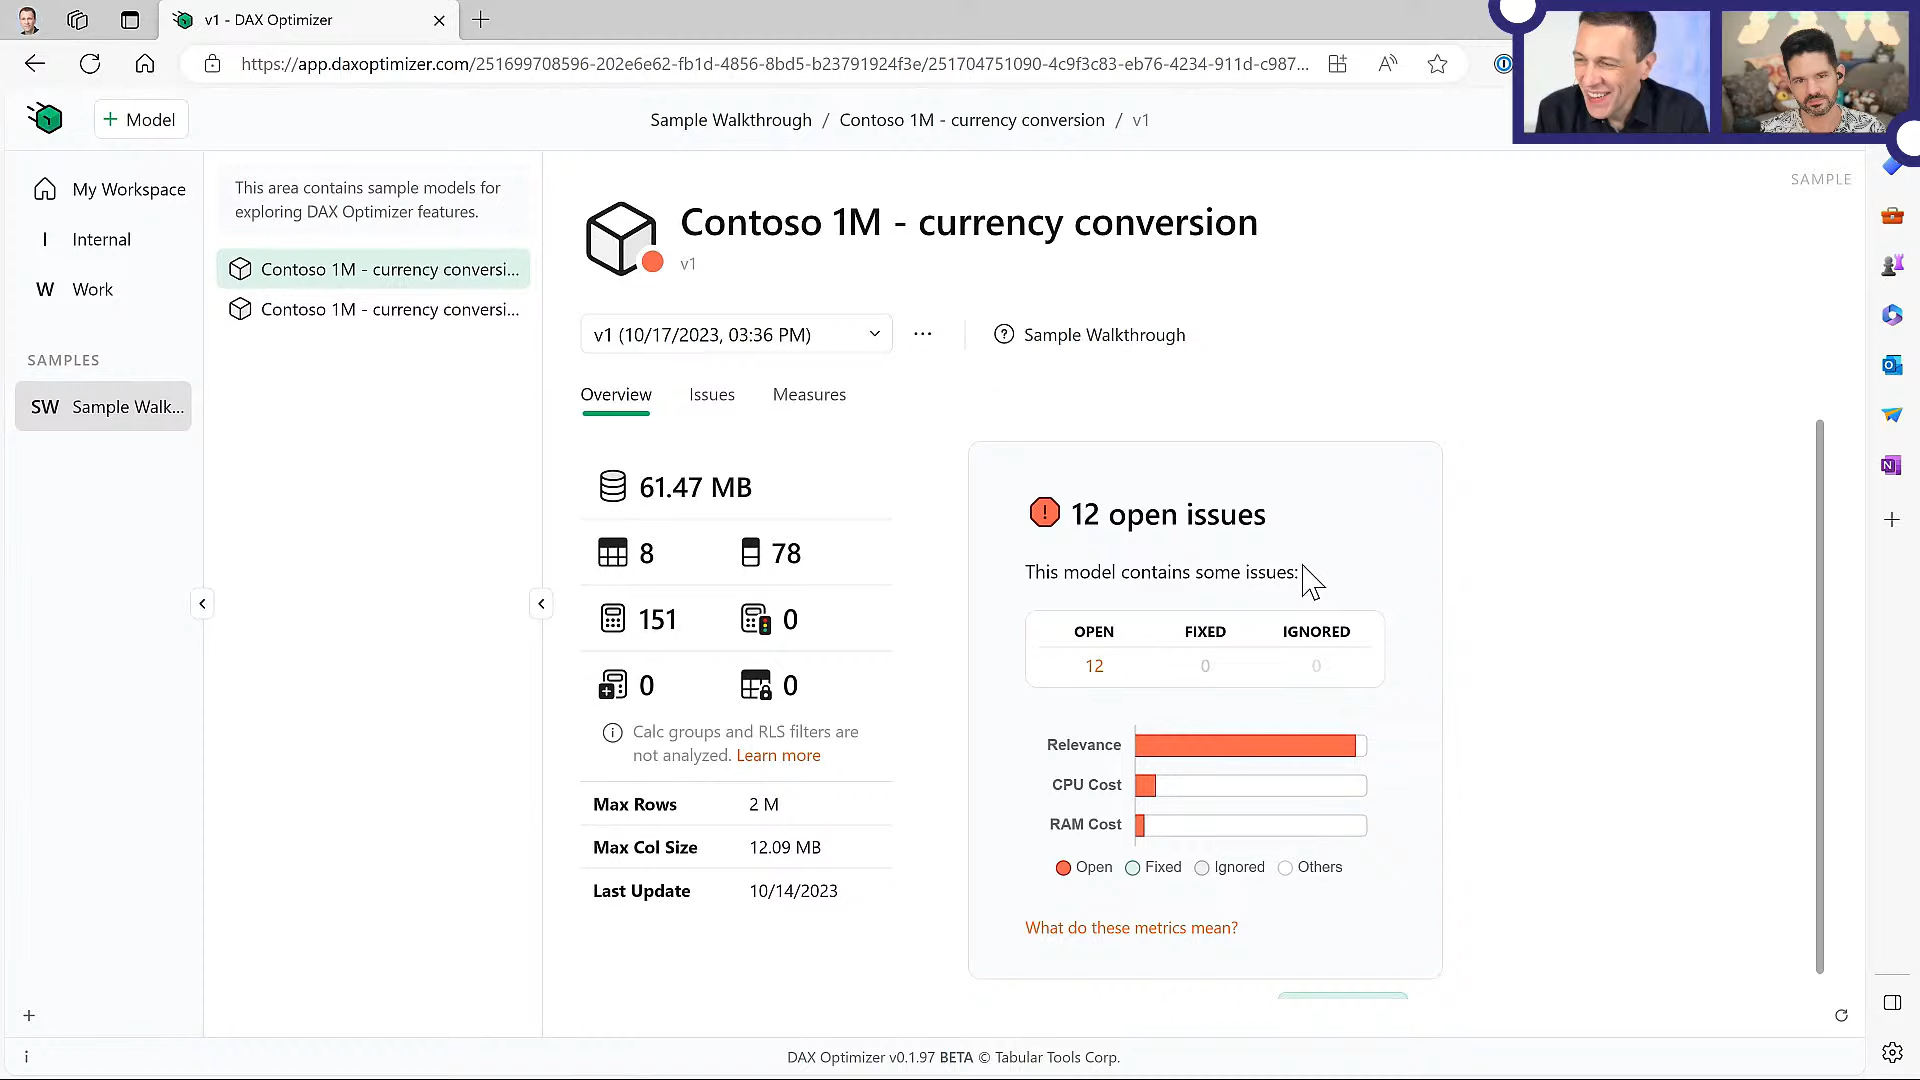 v1 - DAX Optimizer
https://app.daxoptimizer.com/251699708596-202e6e62-fb1d-4856-8bd5-b23791924f3e/251704751090-4c9f3c83-eb76-4234-911d-c987...
Model
Sample Walkthrough / Contoso 1M - currency conversion / v1
My Workspace
I Internal
W Work
SAMPLES
SW Sample Walk...
This area contains sample models for
exploring DAX Optimizer features.
Contoso 1M - currency conversi...
Contoso 1M - currency conversi...
SAMPLE
Contoso 1M - currency conversion
v1
v1 (10/17/2023, 03:36 PM)
Sample Walkthrough
Overview Issues Measures
61.47 MB
8 78
151 0
0 0
Calc groups and RLS filters are
not analyzed. Learn more
Max Rows 2 M
Max Col Size 12.09 MB
Last Update 10/14/2023
12 open issues
This model contains some issues:
OPEN FIXED IGNORED
12 0 0
Relevance
CPU Cost
RAM Cost
Open Fixed Ignored Others
What do these metrics mean?
DAX Optimizer v0.1.97 BETA © Tabular Tools Corp.